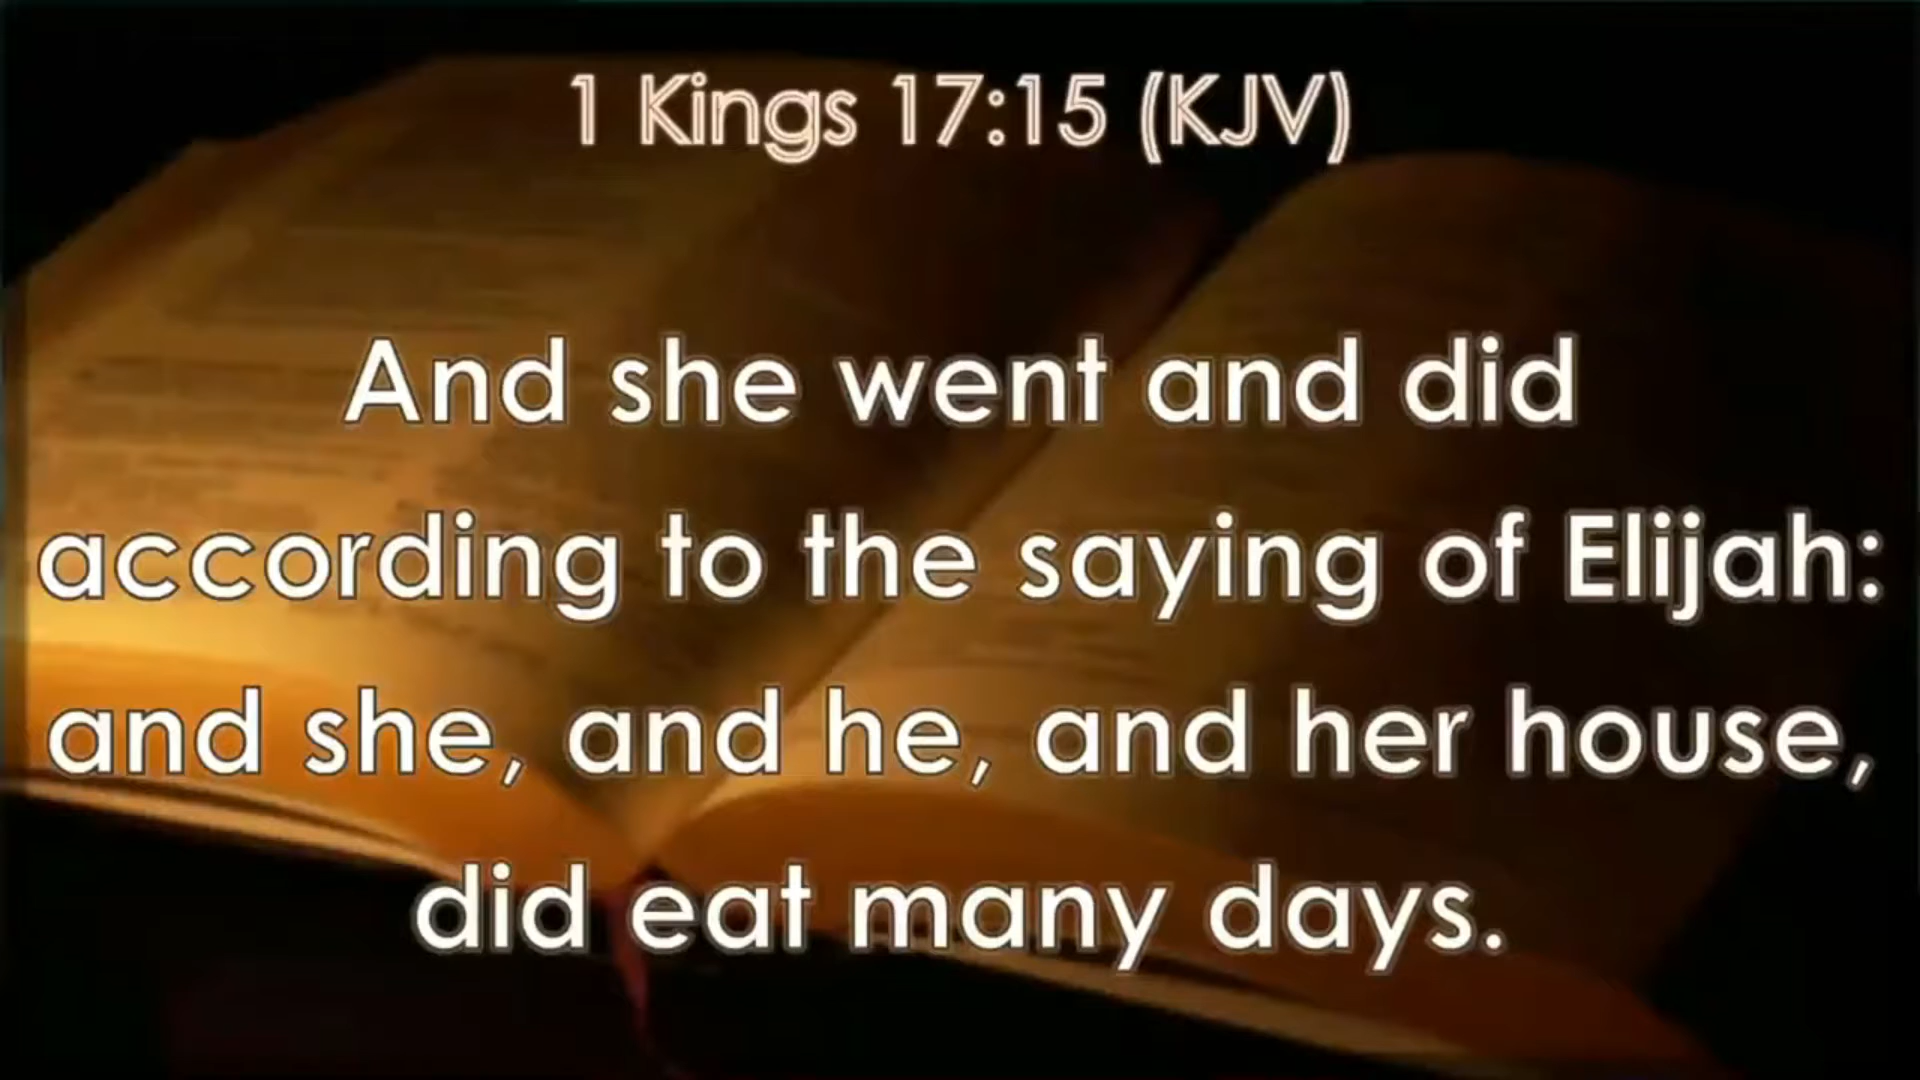 1 Kings 17:15 (KJV)
And she went and did
according to the saying of Elijah:
and she, and he, and her house,
did eat many days.